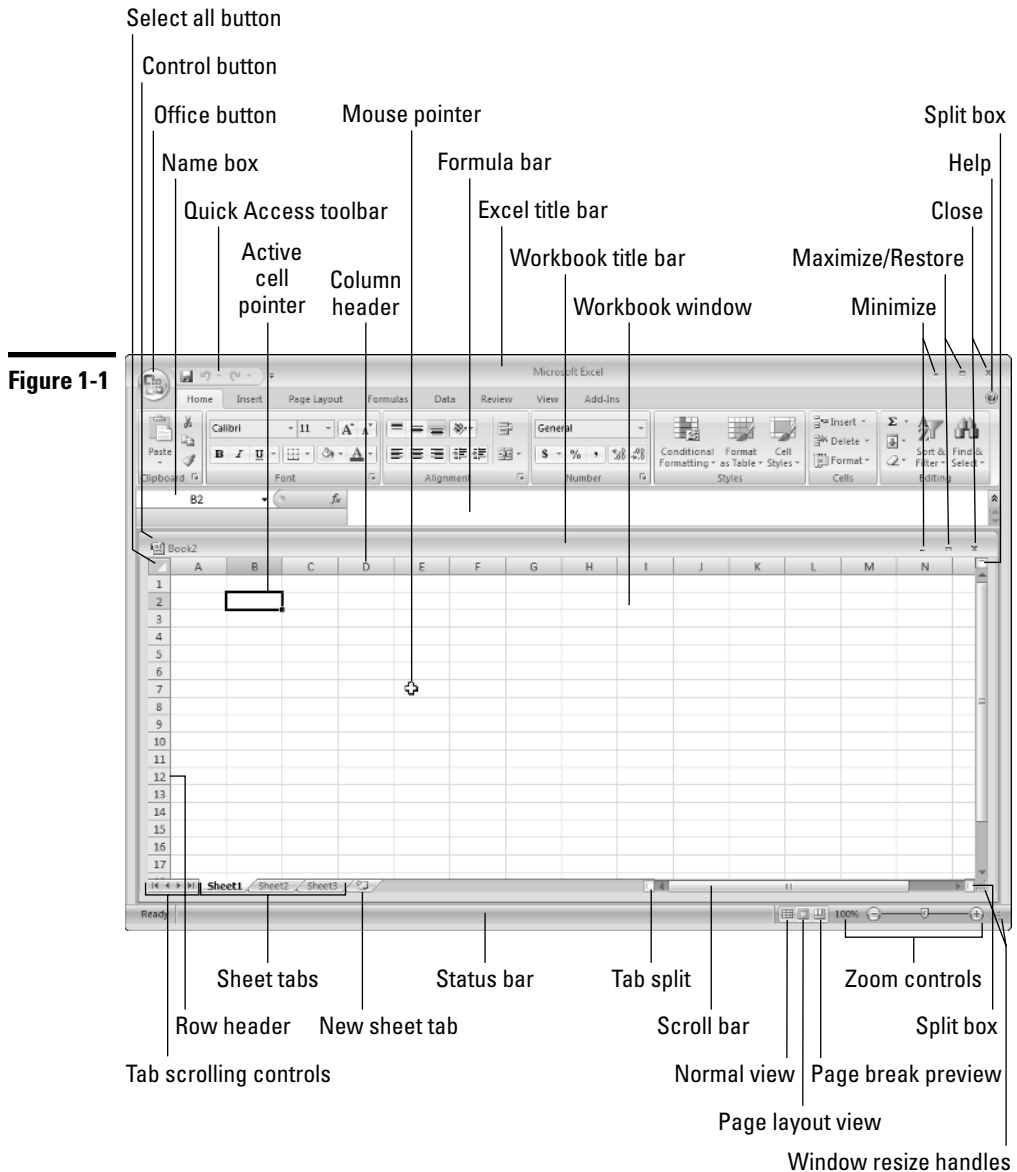 Select all button
Control button
Office button
Mouse pointer
Split box
Name box
Formula bar
Help
Quick Access toolbar
Excel title bar
Close
Active
cell
pointer
Column
header
Workbook title bar
Maximize/Restore
Workbook window
Minimize
Figure 1-1
Microsoft Excel
Home Insert Page Layout Formulas Data Review View Add-Ins
Paste
Calibri 11
B I U
General
$ % ,
Conditional
Formatting
Format
as Table
Cell
Styles
Insert
Delete
Format
Σ
Sort &
Filter
Find &
Select
Clipboard Font Alignment Number Styles Cells Editing
B2 fx
Book2
A B C D E F G H I J K L M N
1
2
3
4
5
6
7
8
9
10
11
12
13
14
15
16
17
Sheet1 Sheet2 Sheet3
Ready 100%
Sheet tabs
Status bar
Tab split
Zoom controls
Row header
New sheet tab
Scroll bar
Split box
Tab scrolling controls
Normal view
Page break preview
Page layout view
Window resize handles